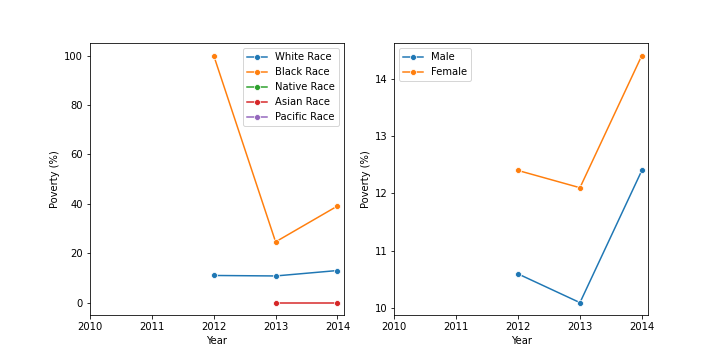 100
80
60
40
20
0
Poverty (%)
2010 2011 2012 2013 2014
Year
White Race
Black Race
Native Race
Asian Race
Pacific Race
14
13
12
11
10
Poverty (%)
2010 2011 2012 2013 2014
Year
Male
Female